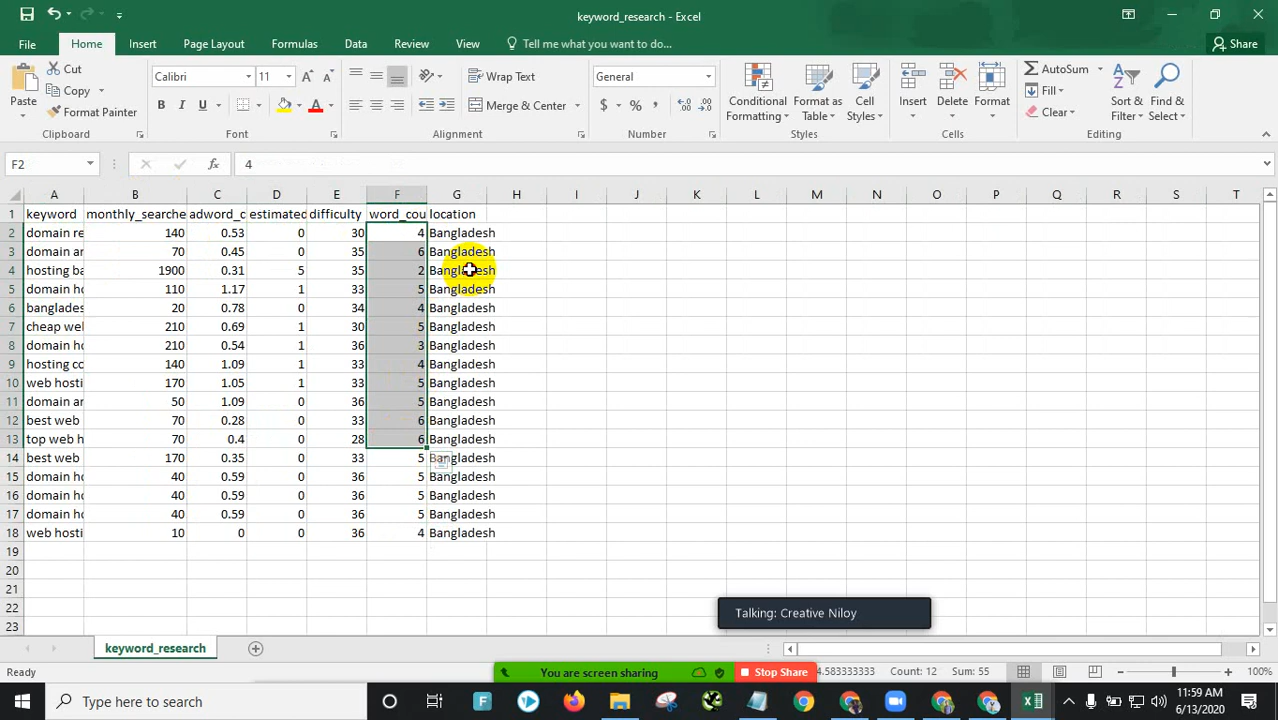 keyword_research - Excel
File Home Insert Page Layout Formulas Data Review View Tell me what you want to do... Share
Paste Cut Copy Format Painter Clipboard
Calibri 11 B I U Font
Wrap Text Merge & Center Alignment
General $ % , Number
Conditional Formatting Format as Table Cell Styles Styles
Insert Delete Format Cells
AutoSum Fill Clear Sort & Filter Find & Select Editing
F2 fx 4
A B C D E F G H I J K L M N O P Q R S T
1 keyword monthly_searche adword_c estimated difficulty word_cou location
2 domain re 140 0.53 0 30 4 Bangladesh
3 domain ar 70 0.45 0 35 6 Bangladesh
4 hosting ba 1900 0.31 5 35 2 Bangladesh
5 domain ho 110 1.17 1 33 5 Bangladesh
6 banglades 20 0.78 0 34 4 Bangladesh
7 cheap web 210 0.69 1 30 5 Bangladesh
8 domain ho 210 0.54 1 36 3 Bangladesh
9 hosting cc 140 1.09 1 33 4 Bangladesh
10 web hosti 170 1.05 1 33 5 Bangladesh
11 domain ar 50 1.09 0 36 5 Bangladesh
12 best web 70 0.28 0 33 6 Bangladesh
13 top web h 70 0.4 0 28 6 Bangladesh
14 best web 170 0.35 0 33 5 Bangladesh
15 domain ho 40 0.59 0 36 5 Bangladesh
16 domain ho 40 0.59 0 36 5 Bangladesh
17 domain ho 40 0.59 0 36 5 Bangladesh
18 web hosti 10 0 0 36 4 Bangladesh
19
20
21
22
23
Talking: Creative Niloy
keyword_research
Ready You are screen sharing Stop Share 4.583333333 Count: 12 Sum: 55 100%
Type here to search
11:59 AM
6/13/2020